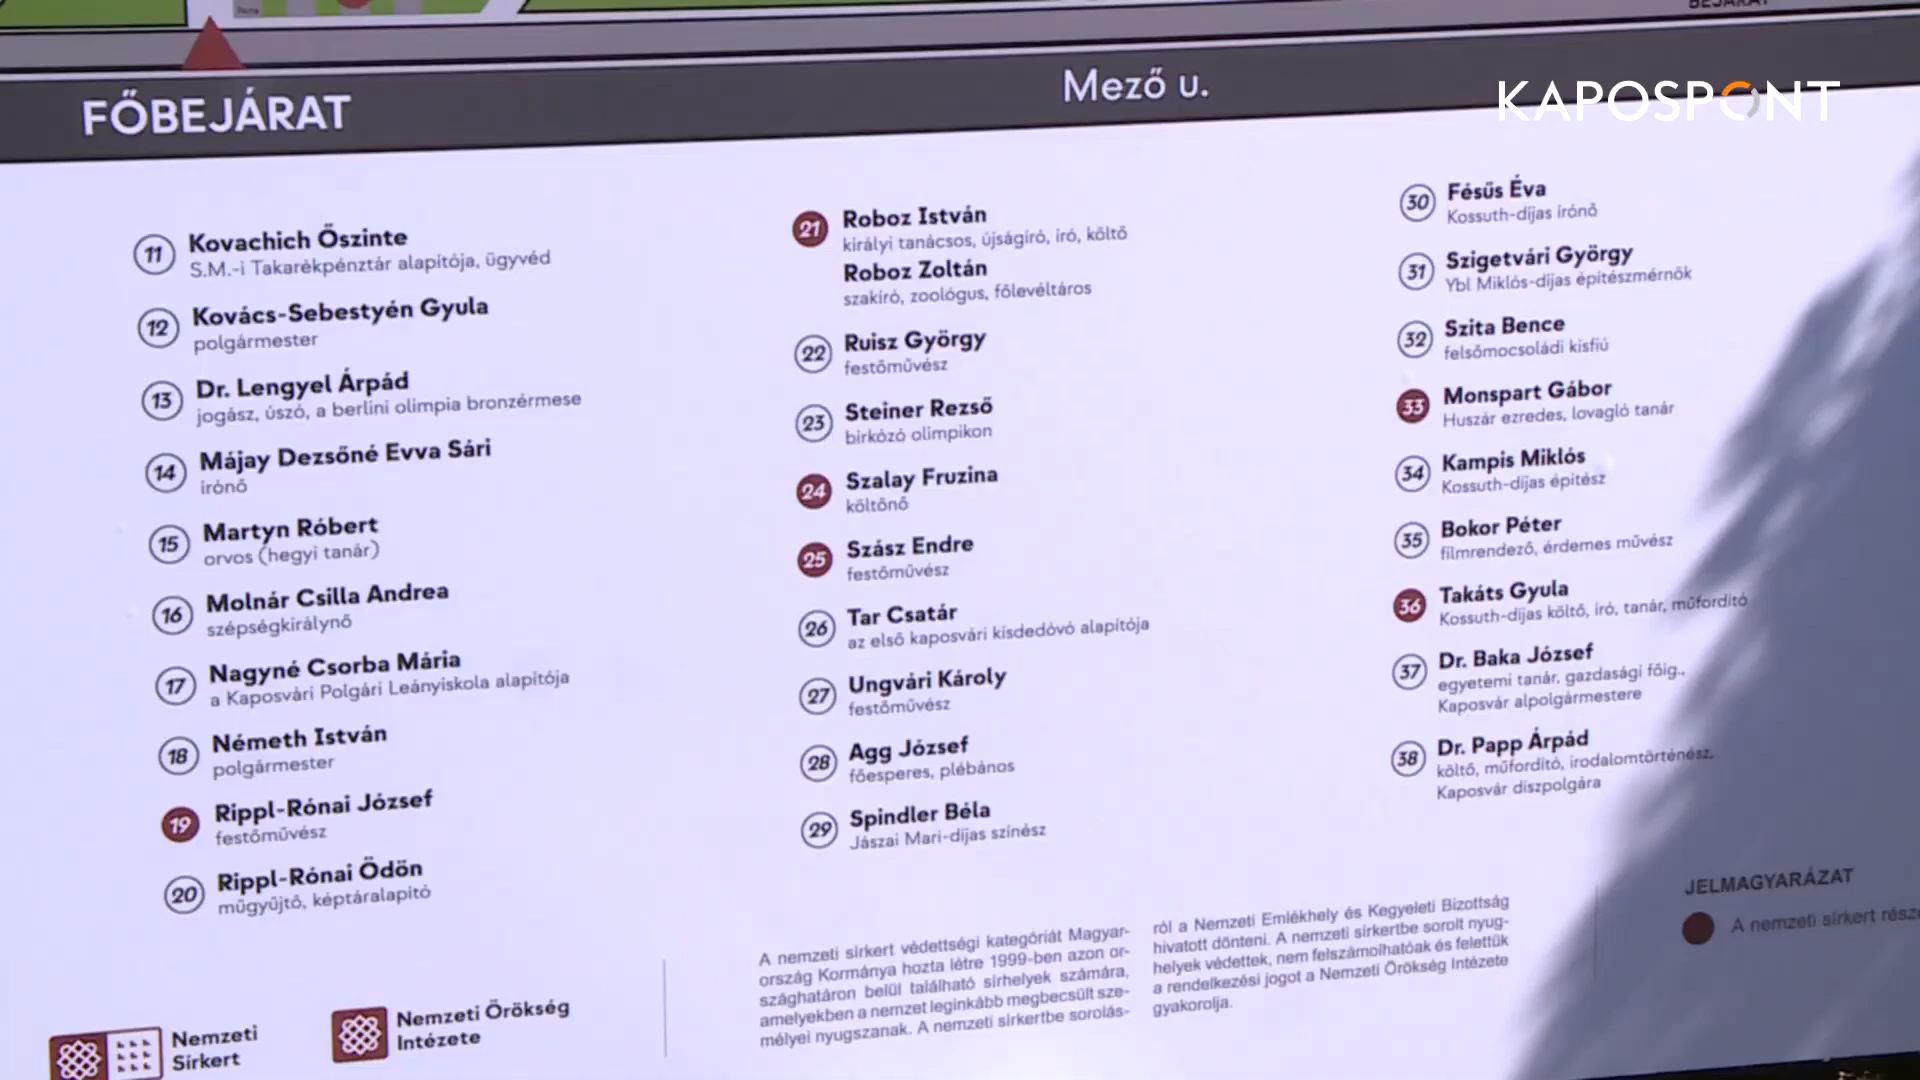 BEJÁRAT
FŐBEJÁRAT
Mező u.
KAPOSPONT
11 Kovachich Őszinte
S.M.-i Takarékpénztár alapítója, ügyvéd
12 Kovács-Sebestyén Gyula
polgármester
13 Dr. Lengyel Árpád
jogász, úszó, a berlini olimpia bronzérmese
14 Májay Dezsőné Evva Sári
írónő
15 Martyn Róbert
orvos (hegyi tanár)
16 Molnár Csilla Andrea
szépségkirálynő
17 Nagyné Csorba Mária
a Kaposvári Polgári Leányiskola alapítója
18 Németh István
polgármester
19 Rippl-Rónai József
festőművész
20 Rippl-Rónai Ödön
műgyűjtő, képtáralapító
21 Roboz István
királyi tanácsos, újságíró, író, költő
Roboz Zoltán
szakíró, zoológus, főlevéltáros
22 Ruisz György
festőművész
23 Steiner Rezső
birkózó olimpikon
24 Szalay Fruzina
költőnő
25 Szász Endre
festőművész
26 Tar Csatár
az első kaposvári kisdedóvó alapítója
27 Ungvári Károly
festőművész
28 Agg József
főesperes, plébános
29 Spindler Béla
Jászai Mari-díjas színész
30 Fésűs Éva
Kossuth-díjas írónő
31 Szigetvári György
Ybl Miklós-díjas építészmérnök
32 Szita Bence
felsőmocsoládi kisfiú
33 Monspart Gábor
Huszár ezredes, lovagló tanár
34 Kampis Miklós
Kossuth-díjas építész
35 Bokor Péter
filmrendező, érdemes művész
36 Takáts Gyula
Kossuth-díjas költő, író, tanár, műfordító
37 Dr. Baka József
egyetemi tanár, gazdasági főig.,
Kaposvár alpolgármestere
38 Dr. Papp Árpád
költő, műfordító, irodalomtörténész,
Kaposvár díszpolgára
Nemzeti
Sírkert
Nemzeti Örökség
Intézete
A nemzeti sírkert védettségi kategóriát Magyar-
ország Kormánya hozta létre 1999-ben azon or-
szághatáron belül található sírhelyek számára,
amelyekben a nemzet leginkább megbecsült sze-
mélyei nyugszanak. A nemzeti sírkertbe sorolás-
ról a Nemzeti Emlékhely és Kegyeleti Bizottság
hivatott dönteni. A nemzeti sírkertbe sorolt nyug-
helyek védettek, nem felszámolhatóak és felettük
a rendelkezési jogot a Nemzeti Örökség Intézete
gyakorolja.
JELMAGYARÁZAT
A nemzeti sírkert